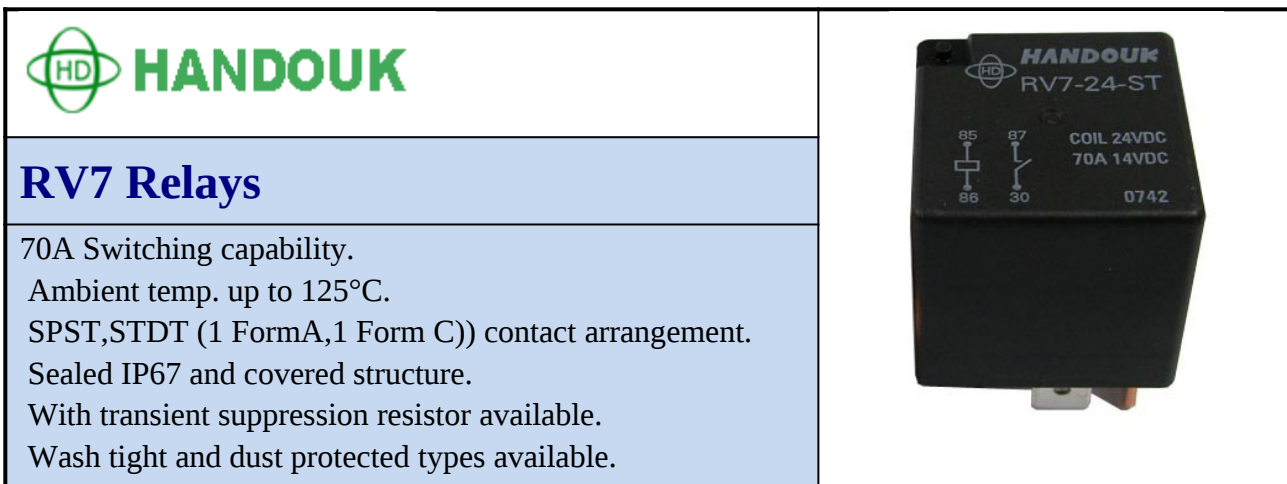 HD HANDOUK
RV7 Relays
70A Switching capability.
Ambient temp. up to 125°C.
SPST,STDT (1 FormA,1 Form C)) contact arrangement.
Sealed IP67 and covered structure.
With transient suppression resistor available.
Wash tight and dust protected types available.
HD HANDOUK
RV7-24-ST
85 87 COIL 24VDC
70A 14VDC
86 30 0742